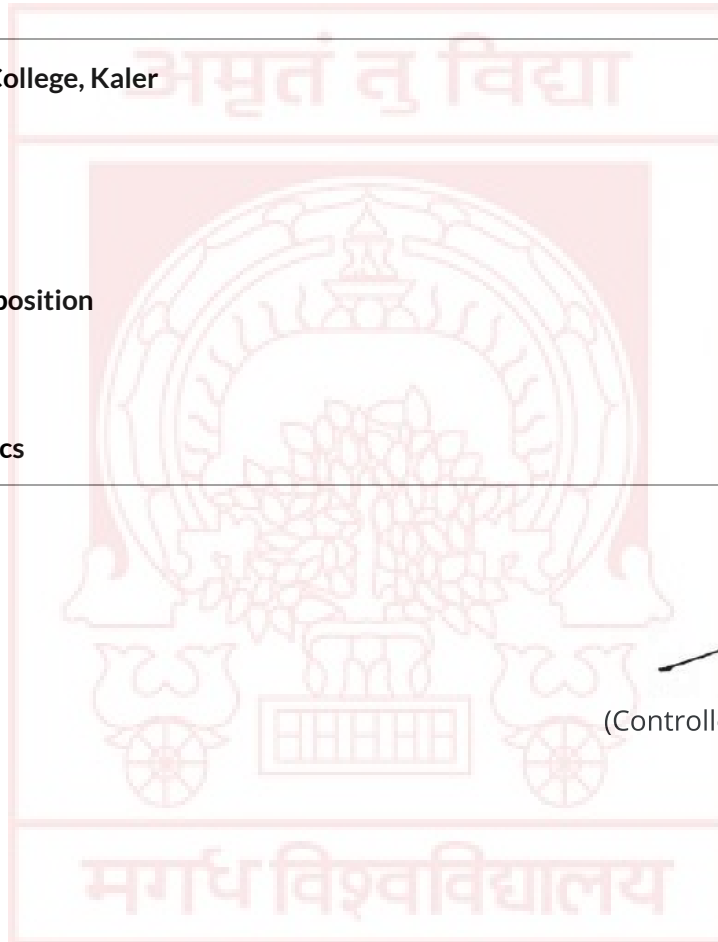 अमृतं तु विद्या
College, Kaler
position
cs
(Controll
मगध विश्वविद्यालय